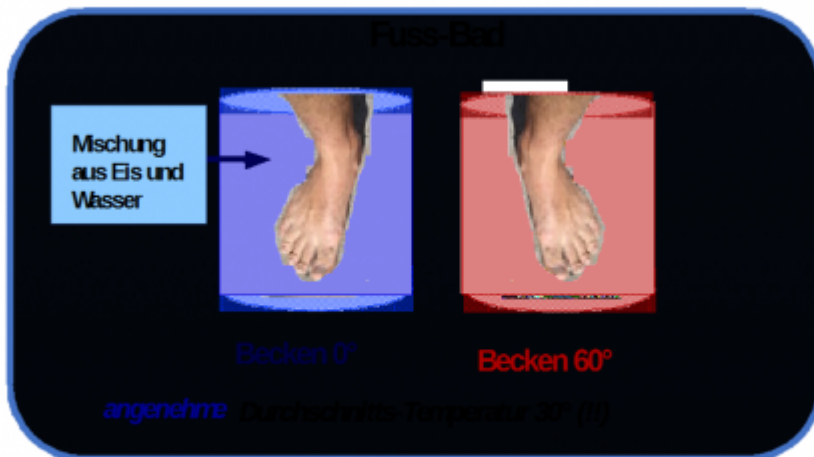 Fuss-Bad
Mischung
aus Eis und
Wasser
Becken 0°
Becken 60°
angenehme Durchschnitts-Temperatur 30° (!!)